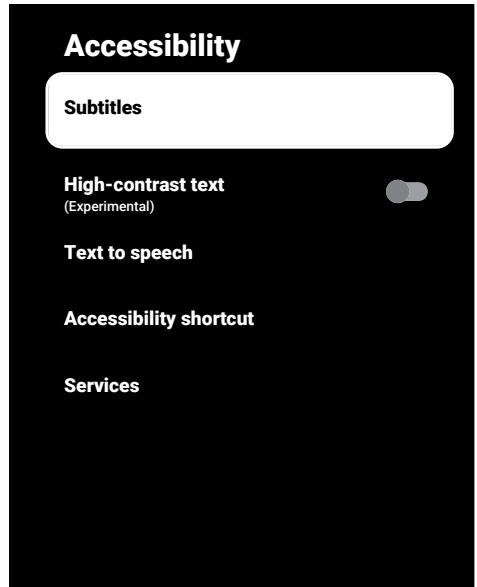 Accessibility
Subtitles
High-contrast text
(Experimental)
Text to speech
Accessibility shortcut
Services